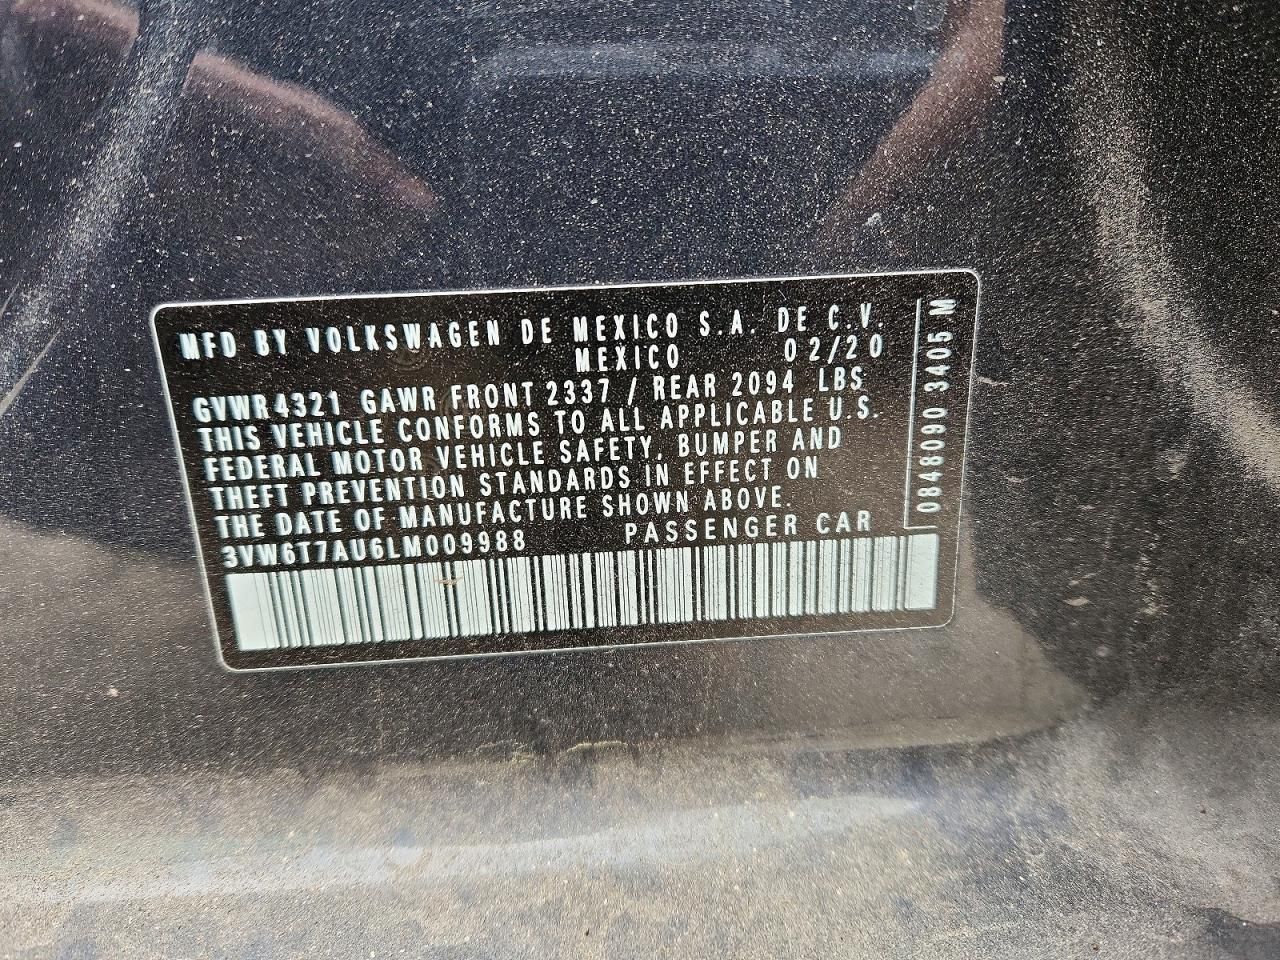 MFD BY VOLKSWAGEN DE MEXICO S.A. DE C.V.
MEXICO 02/20
GVWR 4321 GAWR FRONT 2337 / REAR 2094 LBS
THIS VEHICLE CONFORMS TO ALL APPLICABLE U.S.
FEDERAL MOTOR VEHICLE SAFETY, BUMPER AND
THEFT PREVENTION STANDARDS IN EFFECT ON
THE DATE OF MANUFACTURE SHOWN ABOVE.
3VW6T7AU6LM009988 PASSENGER CAR
0848090 3405 M